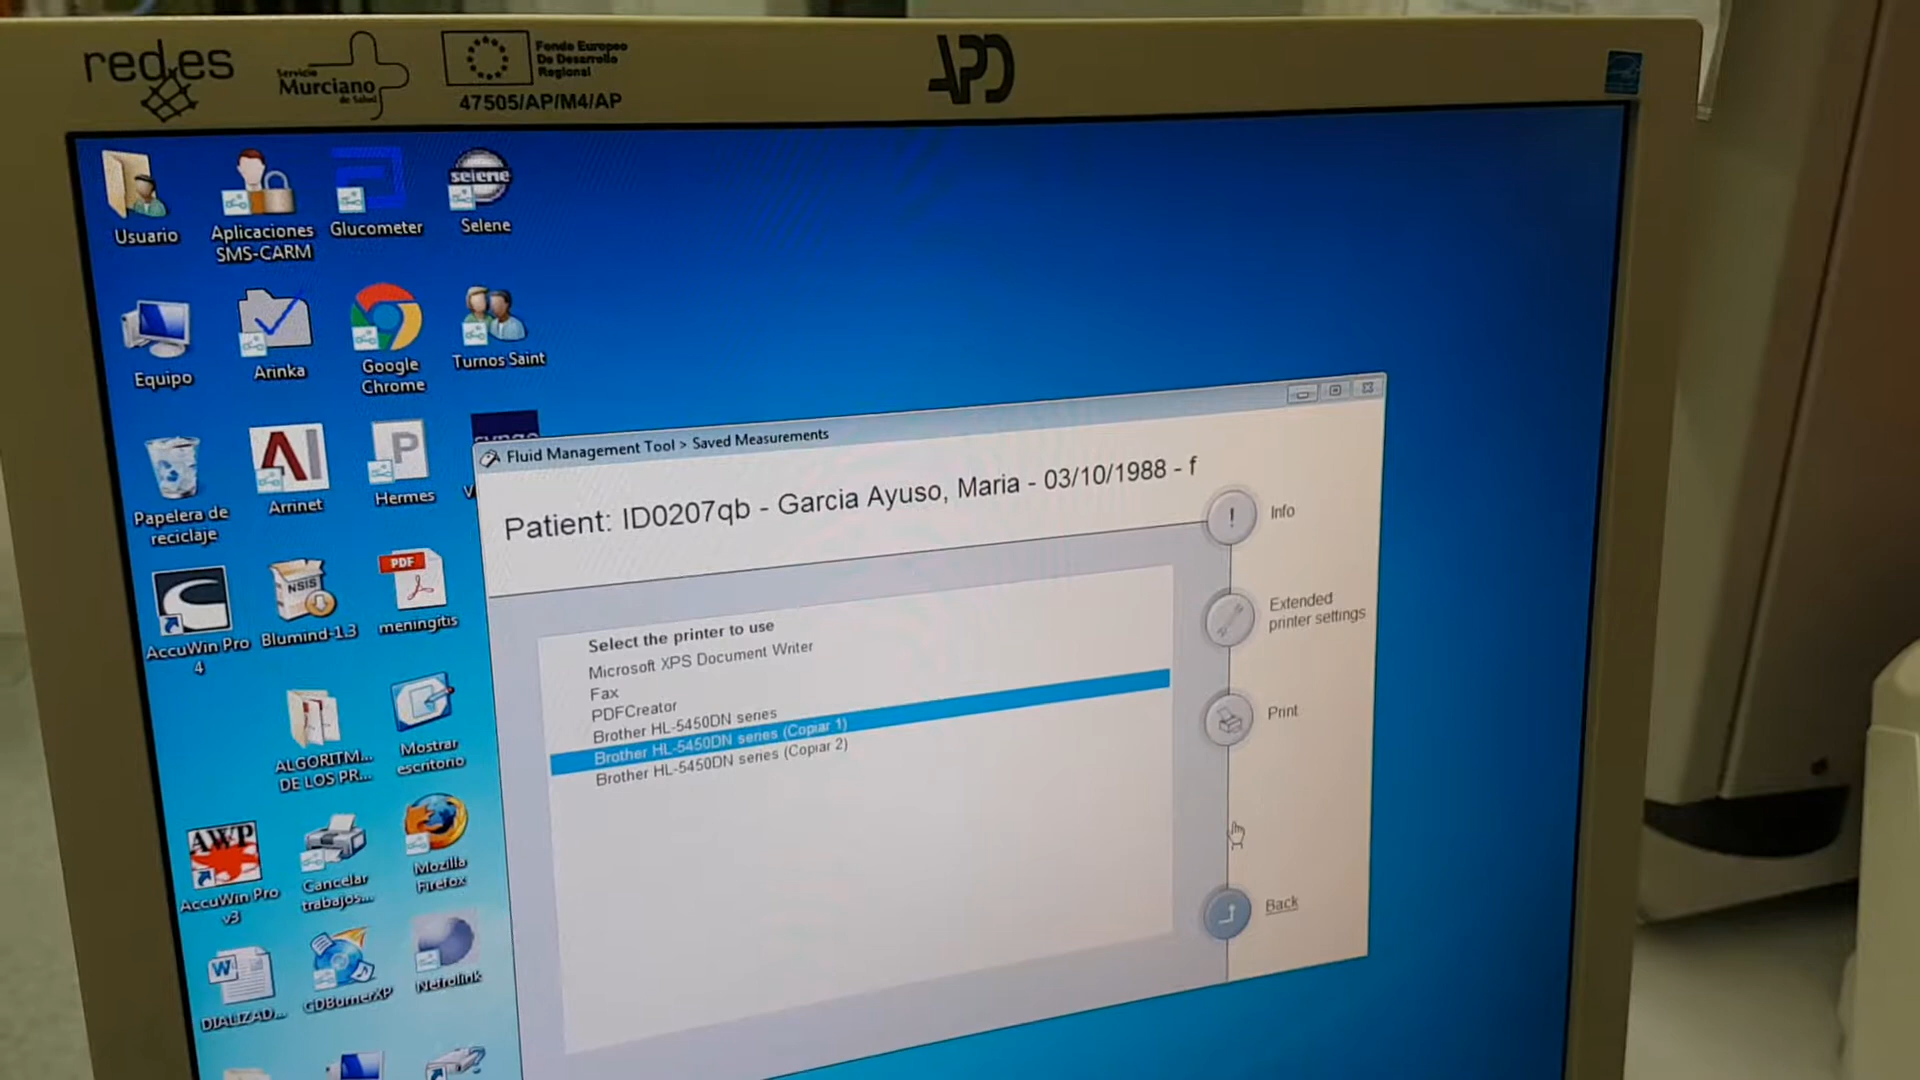 redes
Servicio
Murciano
de Salud
Fondo Europeo
De Desarrollo
Regional
47505/AP/M4/AP
APD
Usuario
Aplicaciones
SMS-CARM
Glucometer
selene
Selene
Equipo
Arinka
Google
Chrome
Turnos Saint
Papelera de
reciclaje
Arrinet
Hermes
AccuWin Pro
4
NSIS
Blumind-1.3
PDF
meningitis
ALGORITM...
DE LOS PR...
Mostrar
escritorio
AWP
AccuWin Pro
v3
Cancelar
trabajos...
Mozilla
Firefox
DIALIZAD...
CDBurnerXP
Nefrolink
Fluid Management Tool > Saved Measurements
Patient: ID0207qb - Garcia Ayuso, Maria - 03/10/1988 - f
Select the printer to use
Microsoft XPS Document Writer
Fax
PDFCreator
Brother HL-5450DN series
Brother HL-5450DN series (Copiar 1)
Brother HL-5450DN series (Copiar 2)
Info
Extended
printer settings
Print
Back